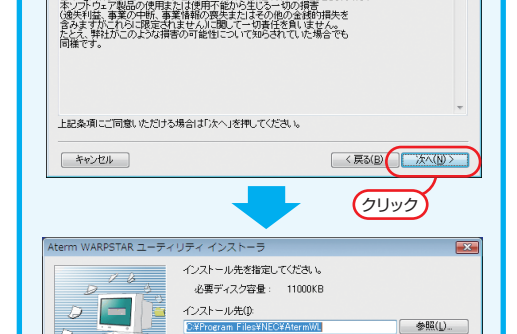 本ソフトウェア製品の使用または使用不能から生じる一切の損害
(逸失利益、事業の中断、事業情報の喪失またはその他の金銭的損失を
含みますがこれらに限定されません)に関して一切責任を負いません。
たとえ、弊社がこのような損害の可能性について知らされていた場合でも
同様です。
上記条項にご同意いただける場合は「次へ」を押してください。
キャンセル
< 戻る(B)
次へ(N) >
クリック
Aterm WARPSTAR ユーティリティ インストーラ
インストール先を指定してください。
必要ディスク容量: 11000KB
インストール先(I):
C:¥Program Files¥NEC¥AtermWL
参照(L)...